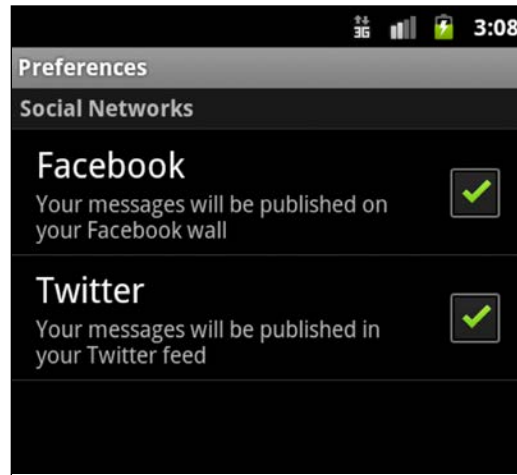 3G 3:08
Preferences
Social Networks
Facebook
Your messages will be published on
your Facebook wall
Twitter
Your messages will be published in
your Twitter feed